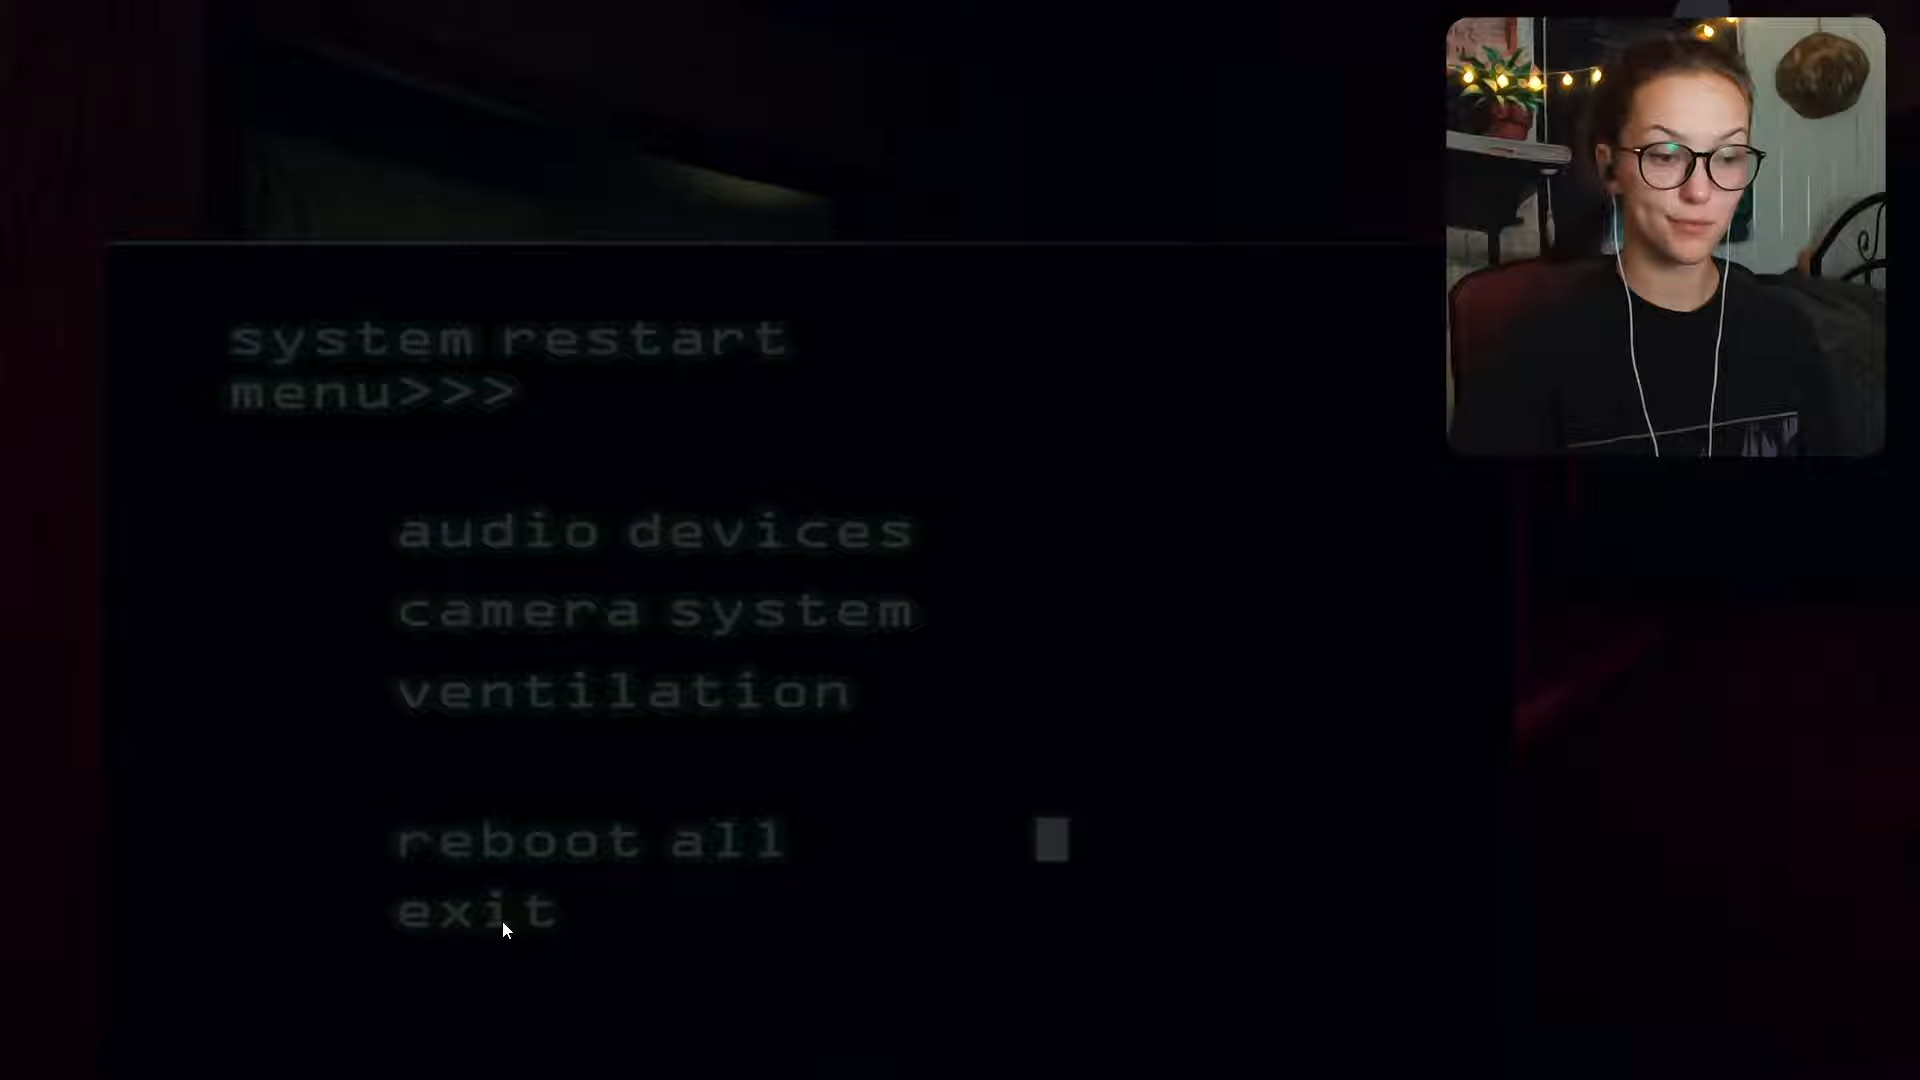 system restart
menu>>>
audio devices
camera system
ventilation
reboot all
exit